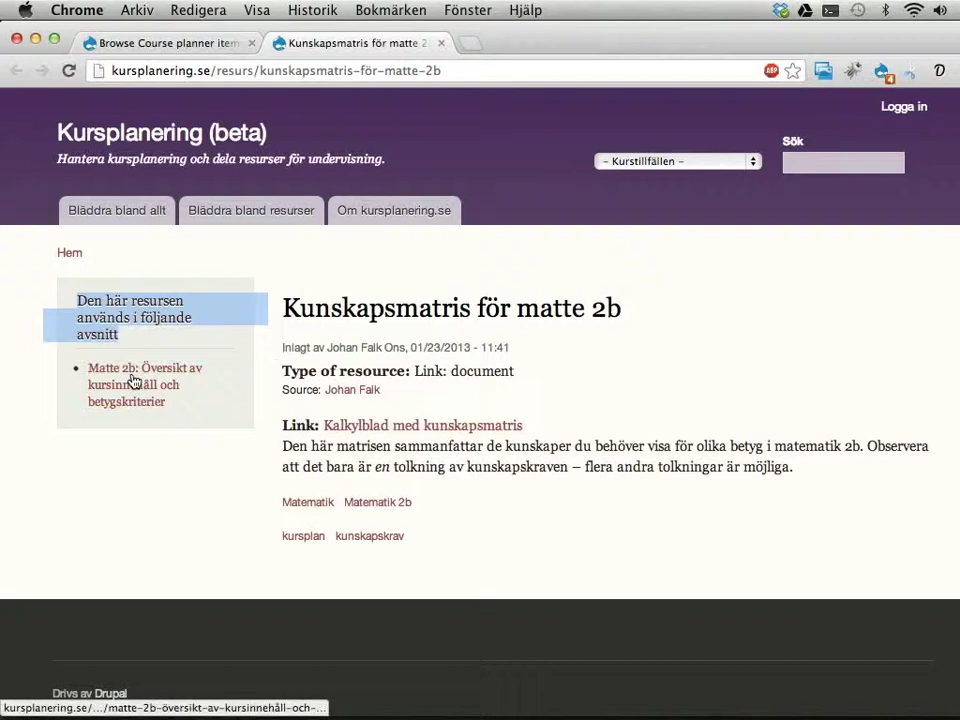 Chrome Arkiv Redigera Visa Historik Bokmärken Fönster Hjälp
Browse Course planner item
Kunskapsmatris för matte 2
kursplanering.se/resurs/kunskapsmatris-för-matte-2b
ABP
4
D
Logga in
Kursplanering (beta)
Hantera kursplanering och dela resurser för undervisning.
- Kurstillfällen -
Sök
Bläddra bland allt Bläddra bland resurser Om kursplanering.se
Hem
Den här resursen
används i följande
avsnitt
Matte 2b: Översikt av
kursinnehåll och
betygskriterier
Kunskapsmatris för matte 2b
Inlagt av Johan Falk Ons, 01/23/2013 - 11:41
Type of resource: Link: document
Source: Johan Falk
Link: Kalkylblad med kunskapsmatris
Den här matrisen sammanfattar de kunskaper du behöver visa för olika betyg i matematik 2b. Observera
att det bara är en tolkning av kunskapskraven – flera andra tolkningar är möjliga.
Matematik Matematik 2b
kursplan kunskapskrav
Drivs av Drupal
kursplanering.se/.../matte-2b-översikt-av-kursinnehåll-och-...